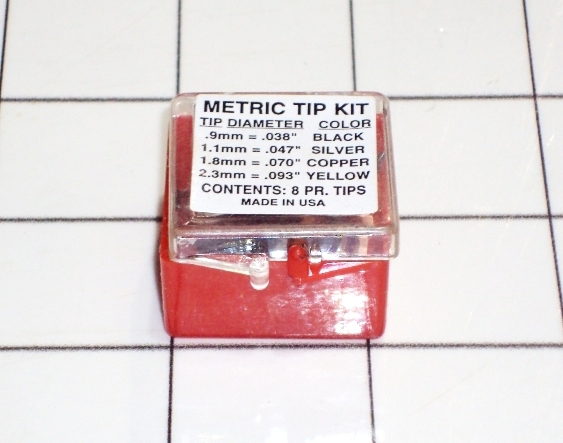 METRIC TIP KIT
TIP DIAMETER COLOR
.9mm = .038" BLACK
1.1mm = .047" SILVER
1.8mm = .070" COPPER
2.3mm = .093" YELLOW
CONTENTS: 8 PR. TIPS
MADE IN USA